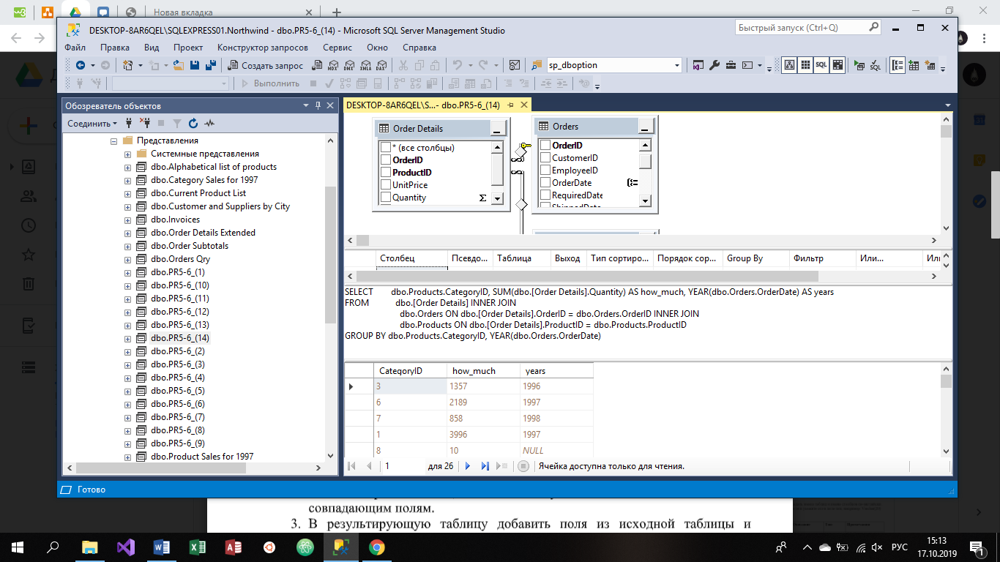 Новая вкладка
DESKTOP-8AR6QEL\SQLEXPRESS01.Northwind - dbo.PR5-6_(14) - Microsoft SQL Server Management Studio
Быстрый запуск (Ctrl+Q)
Файл Правка Вид Проект Конструктор запросов Сервис Окно Справка
Создать запрос
MDX DMX XMLA DAX
sp_dboption
SQL
Выполнить
Обозреватель объектов
Соединить
Представления
Системные представления
dbo.Alphabetical list of products
dbo.Category Sales for 1997
dbo.Current Product List
dbo.Customer and Suppliers by City
dbo.Invoices
dbo.Order Details Extended
dbo.Order Subtotals
dbo.Orders Qry
dbo.PR5-6_(1)
dbo.PR5-6_(10)
dbo.PR5-6_(11)
dbo.PR5-6_(12)
dbo.PR5-6_(13)
dbo.PR5-6_(14)
dbo.PR5-6_(2)
dbo.PR5-6_(3)
dbo.PR5-6_(4)
dbo.PR5-6_(5)
dbo.PR5-6_(6)
dbo.PR5-6_(7)
dbo.PR5-6_(8)
dbo.PR5-6_(9)
dbo.Product Sales for 1997
DESKTOP-8AR6QEL\S...- dbo.PR5-6_(14)
Order Details
* (все столбцы)
OrderID
ProductID
UnitPrice
Quantity
Orders
OrderID
CustomerID
EmployeeID
OrderDate
RequiredDate
ShippedDate
Столбец Псевдо... Таблица Выход Тип сортиро... Порядок сор... Group By Фильтр Или... Или
SELECT dbo.Products.CategoryID, SUM(dbo.[Order Details].Quantity) AS how_much, YEAR(dbo.Orders.OrderDate) AS years
FROM dbo.[Order Details] INNER JOIN
dbo.Orders ON dbo.[Order Details].OrderID = dbo.Orders.OrderID INNER JOIN
dbo.Products ON dbo.[Order Details].ProductID = dbo.Products.ProductID
GROUP BY dbo.Products.CategoryID, YEAR(dbo.Orders.OrderDate)
CategoryID how_much years
3 1357 1996
6 2189 1997
7 858 1998
1 3996 1997
8 10 NULL
1 для 26 Ячейка доступна только для чтения.
Готово
совпадающим полям.
3. В результирующую таблицу добавить поля из исходной таблицы и
РУС
15:13
17.10.2019
1